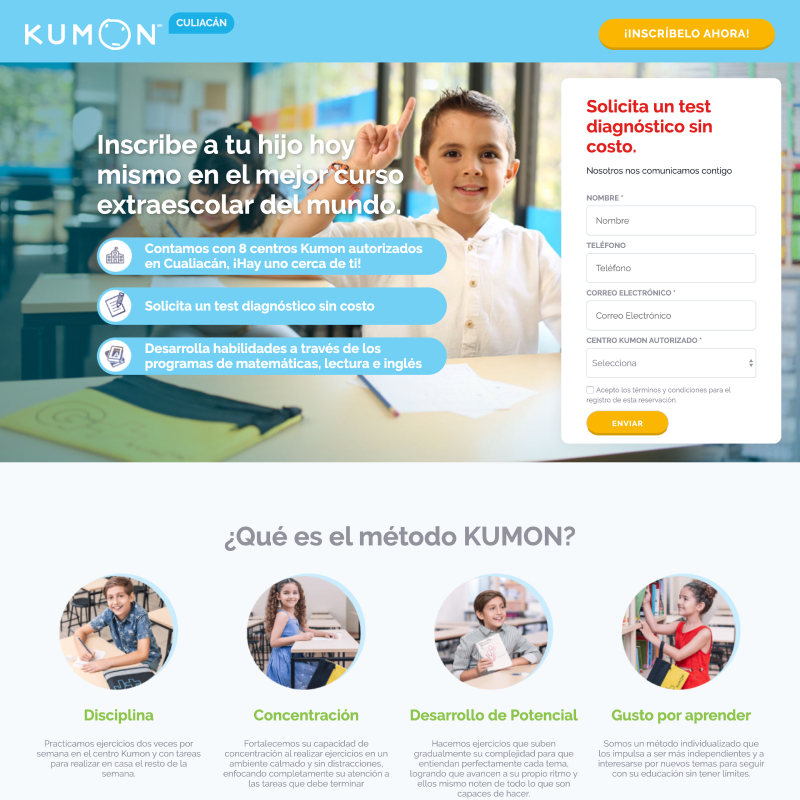 KUMON
CULIACÁN
¡INSCRÍBELO AHORA!
Inscribe a tu hijo hoy
mismo en el mejor curso
extraescolar del mundo.
Contamos con 8 centros Kumon autorizados
en Cualiacán, ¡Hay uno cerca de ti!
Solicita un test diagnóstico sin costo
Desarrolla habilidades a través de los
programas de matemáticas, lectura e inglés
Solicita un test
diagnóstico sin
costo.
Nosotros nos comunicamos contigo
NOMBRE *
Nombre
TELÉFONO
Teléfono
CORREO ELECTRÓNICO *
Correo Electrónico
CENTRO KUMON AUTORIZADO *
Selecciona
Acepto los términos y condiciones para el
registro de esta reservación.
ENVIAR
¿Qué es el método KUMON?
Disciplina
Practicamos ejercicios dos veces por
semana en el centro Kumon y con tareas
para realizar en casa el resto de la
semana.
Concentración
Fortalecemos su capacidad de
concentración al realizar ejercicios en un
ambiente calmado y sin distracciones,
enfocando completamente su atención a
las tareas que debe terminar
Desarrollo de Potencial
Hacemos ejercicios que suben
gradualmente su complejidad para que
entiendan perfectamente cada tema,
logrando que avancen a su propio ritmo y
ellos mismo noten de todo lo que son
capaces de hacer.
Gusto por aprender
Somos un método individualizado que
los impulsa a ser más independientes y a
interesarse por nuevos temas para seguir
con su educación sin tener límites.